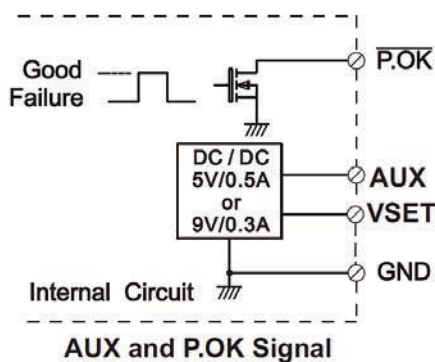 P.OK
Good
Failure
DC / DC
5V/0.5A
or
9V/0.3A
AUX
VSET
GND
Internal Circuit
AUX and P.OK Signal